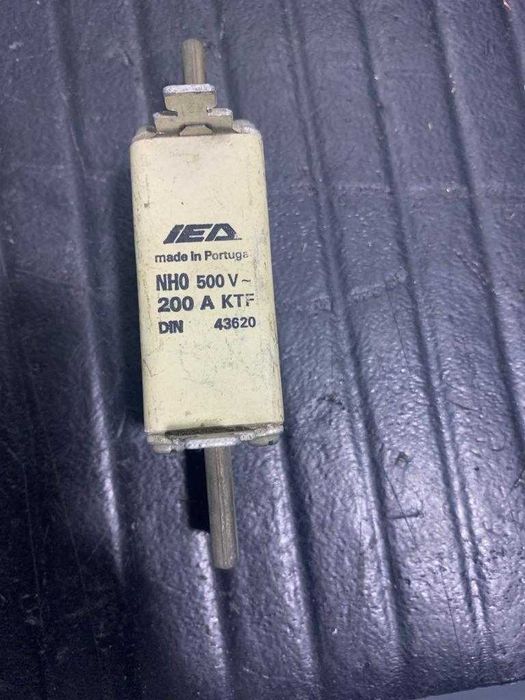 IEA
made in Portuga
NH0 500 V~
200 A KTF
DIN 43620